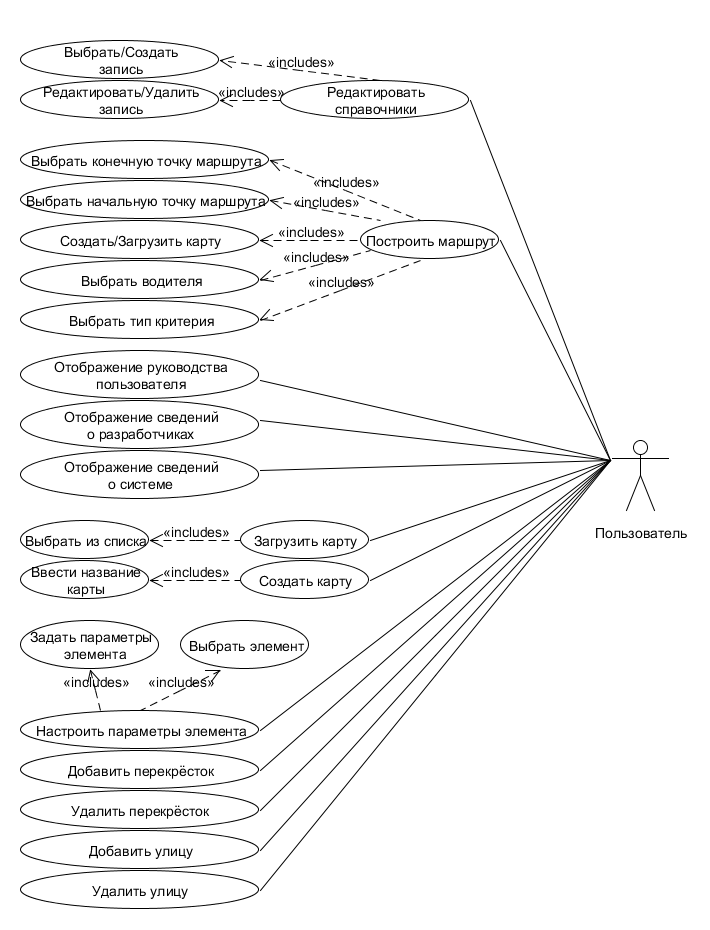 Выбрать/Создать
запись
«includes»
Редактировать/Удалить
запись
«includes»
Редактировать
справочники
Выбрать конечную точку маршрута
«includes»
Выбрать начальную точку маршрута
«includes»
Создать/Загрузить карту
«includes»
Построить маршрут
«includes»
Выбрать водителя
«includes»
Выбрать тип критерия
Отображение руководства
пользователя
Отображение сведений
о разработчиках
Отображение сведений
о системе
Пользователь
Выбрать из списка
«includes»
Загрузить карту
Ввести название
карты
«includes»
Создать карту
Задать параметры
элемента
Выбрать элемент
«includes»
«includes»
Настроить параметры элемента
Добавить перекрёсток
Удалить перекрёсток
Добавить улицу
Удалить улицу